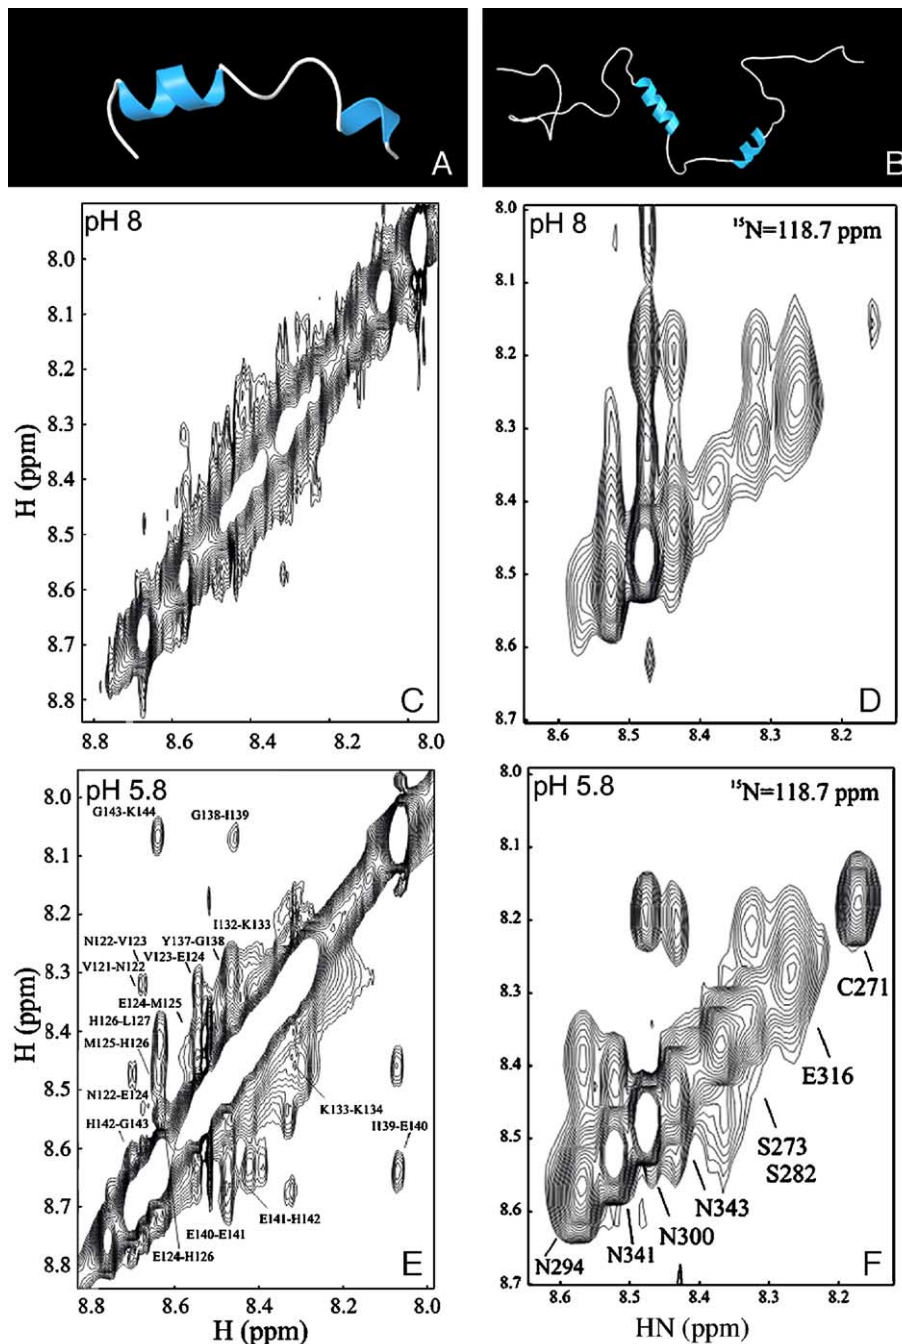 A
B
pH 8
8.0
8.1
8.2
8.3
8.4
8.5
8.6
8.7
8.8
H (ppm)
C
8.8
8.6
8.4
8.2
8.0
pH 8
¹⁵N=118.7 ppm
8.0
8.1
8.2
8.3
8.4
8.5
8.6
8.7
D
8.6
8.5
8.4
8.3
8.2
pH 5.8
G143-K144
G138-I139
I132-K133
Y137-G138
N122-V123
V123-E124
V121-N122
E124-M125
H126-L127
M125-H126
N122-E124
K133-K134
H142-G143
I139-E140
E141-H142
E140-E141
E124-H126
8.0
8.1
8.2
8.3
8.4
8.5
8.6
8.7
8.8
H (ppm)
E
8.8
8.6
8.4
8.2
8.0
H (ppm)
pH 5.8
¹⁵N=118.7 ppm
8.0
8.1
8.2
8.3
8.4
8.5
8.6
8.7
C271
E316
S273
S282
N343
N300
N341
N294
F
8.6
8.5
8.4
8.3
8.2
HN (ppm)